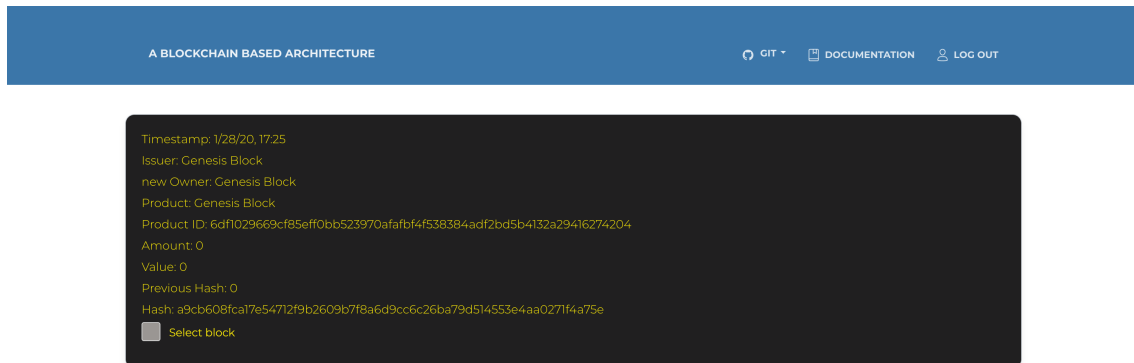 A BLOCKCHAIN BASED ARCHITECTURE
GIT
DOCUMENTATION
LOG OUT
Timestamp: 1/28/20, 17:25
Issuer: Genesis Block
new Owner: Genesis Block
Product: Genesis Block
Product ID: 6df1029669cf85eff0bb523970afafbf4f538384adf2bd5b4132a29416274204
Amount: 0
Value: 0
Previous Hash: 0
Hash: a9cb608fca17e54712f9b2609b7f8a6d9cc6c26ba79d514553e4aa0271f4a75e
Select block